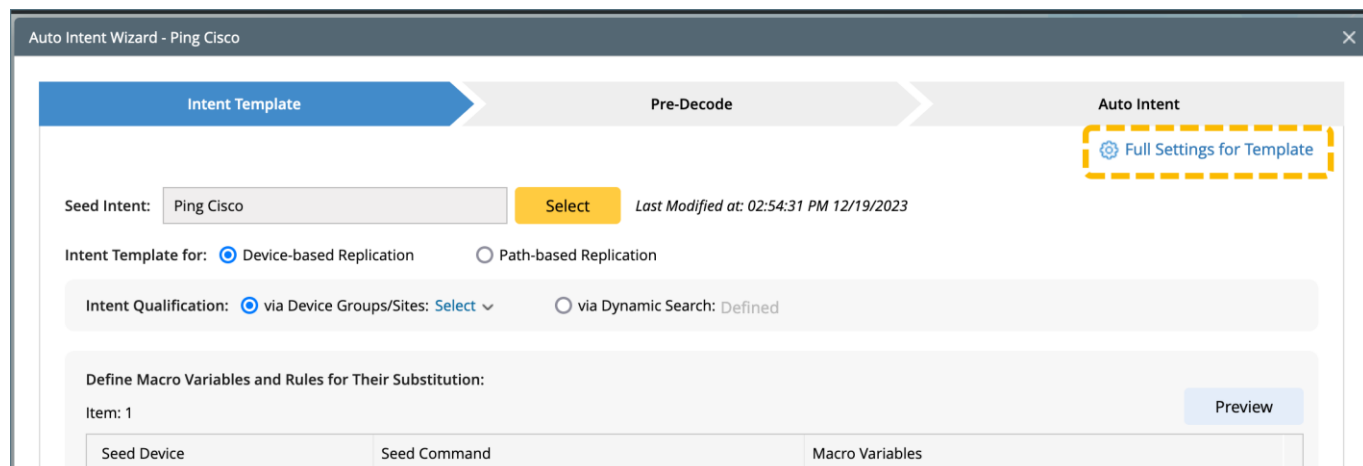 Auto Intent Wizard - Ping Cisco
Intent Template Pre-Decode Auto Intent
Full Settings for Template
Seed Intent: Ping Cisco Select Last Modified at: 02:54:31 PM 12/19/2023
Intent Template for: Device-based Replication Path-based Replication
Intent Qualification: via Device Groups/Sites: Select via Dynamic Search: Defined
Define Macro Variables and Rules for Their Substitution:
Item: 1 Preview
Seed Device Seed Command Macro Variables